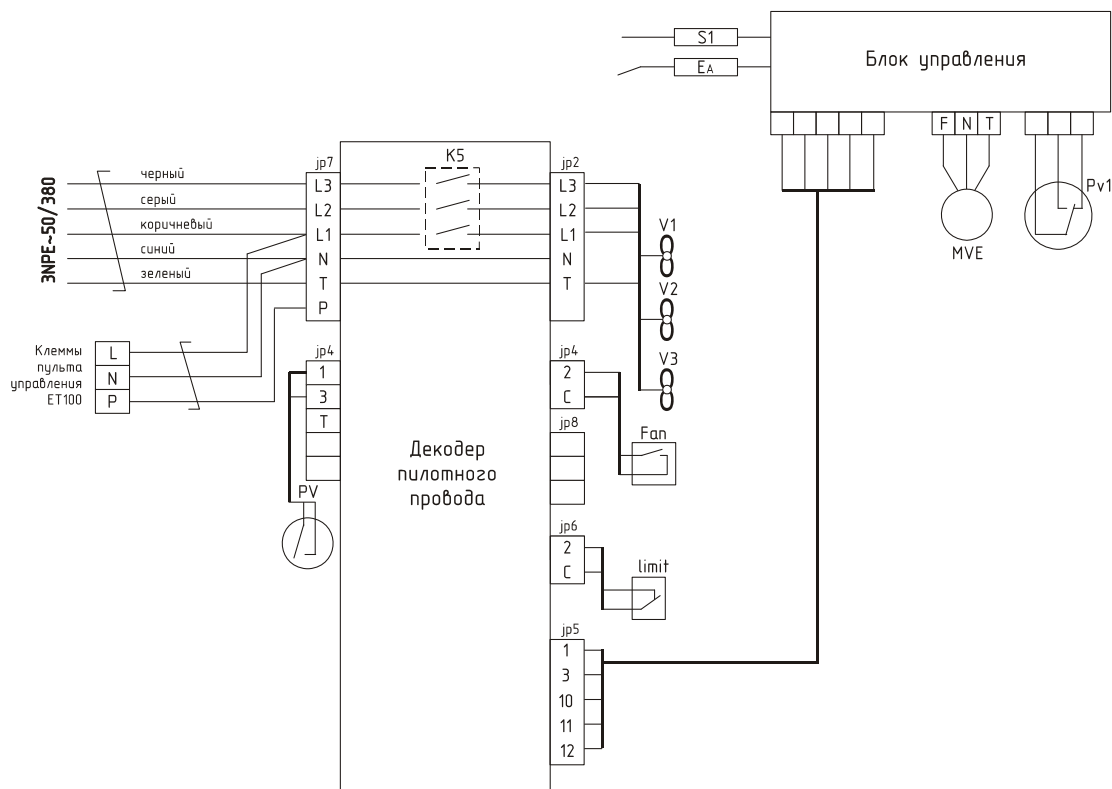 S1
EA
Блок управления
F N T
MVE
Pv1
3NPE~50/380
черный
серый
коричневый
синий
зеленый
jp7
L3
L2
L1
N
T
P
K5
jp2
L3
L2
L1
N
T
V1
V2
V3
Клеммы
пульта
управления
ET100
L
N
P
jp4
1
3
T
PV
Декодер
пилотного
провода
jp4
2
C
jp8
Fan
jp6
2
C
limit
jp5
1
3
10
11
12